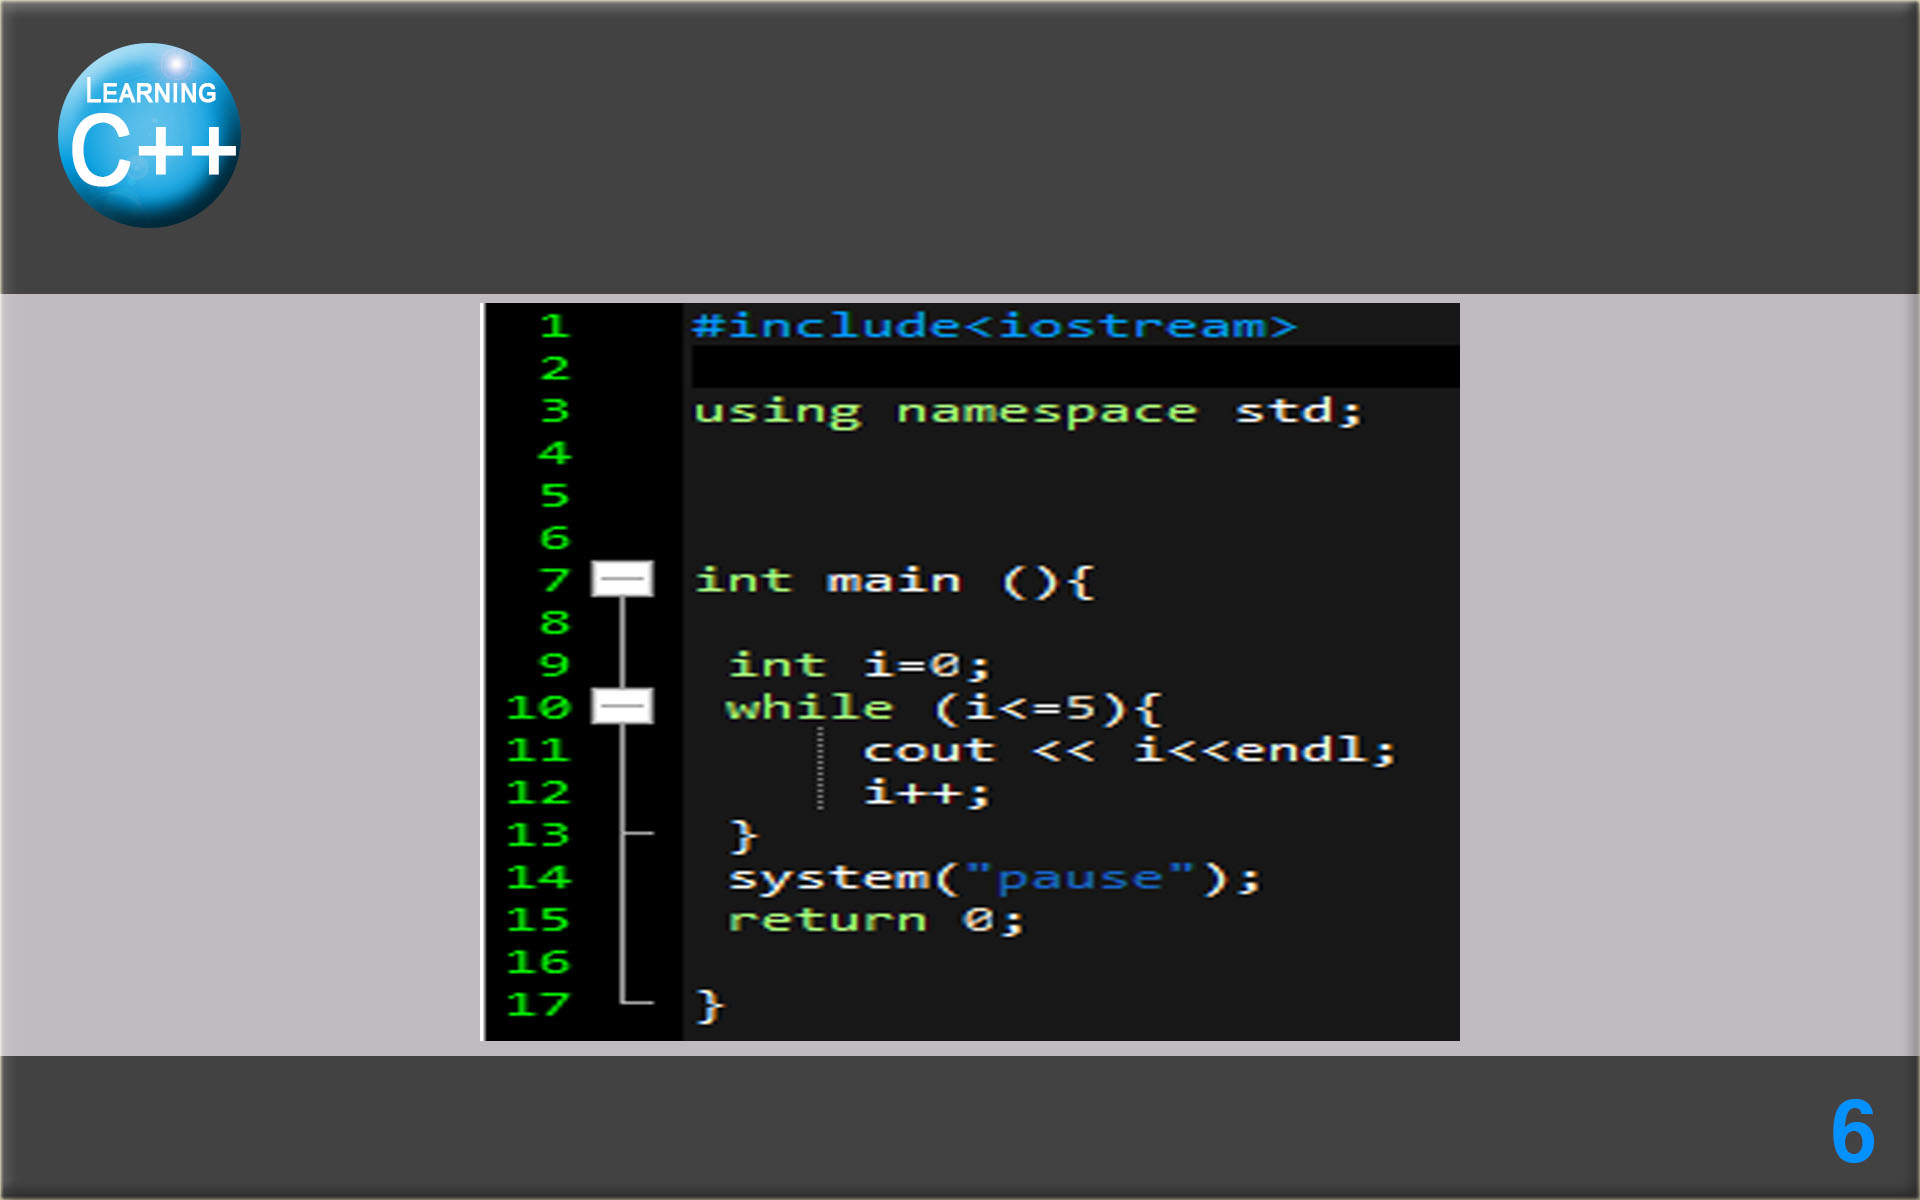 LEARNING
C++
1 #include<iostream>
2
3 using namespace std;
4
5
6
7 int main (){
8
9 int i=0;
10 while (i<=5){
11 cout << i<<endl;
12 i++;
13 }
14 system("pause");
15 return 0;
16
17 }
6